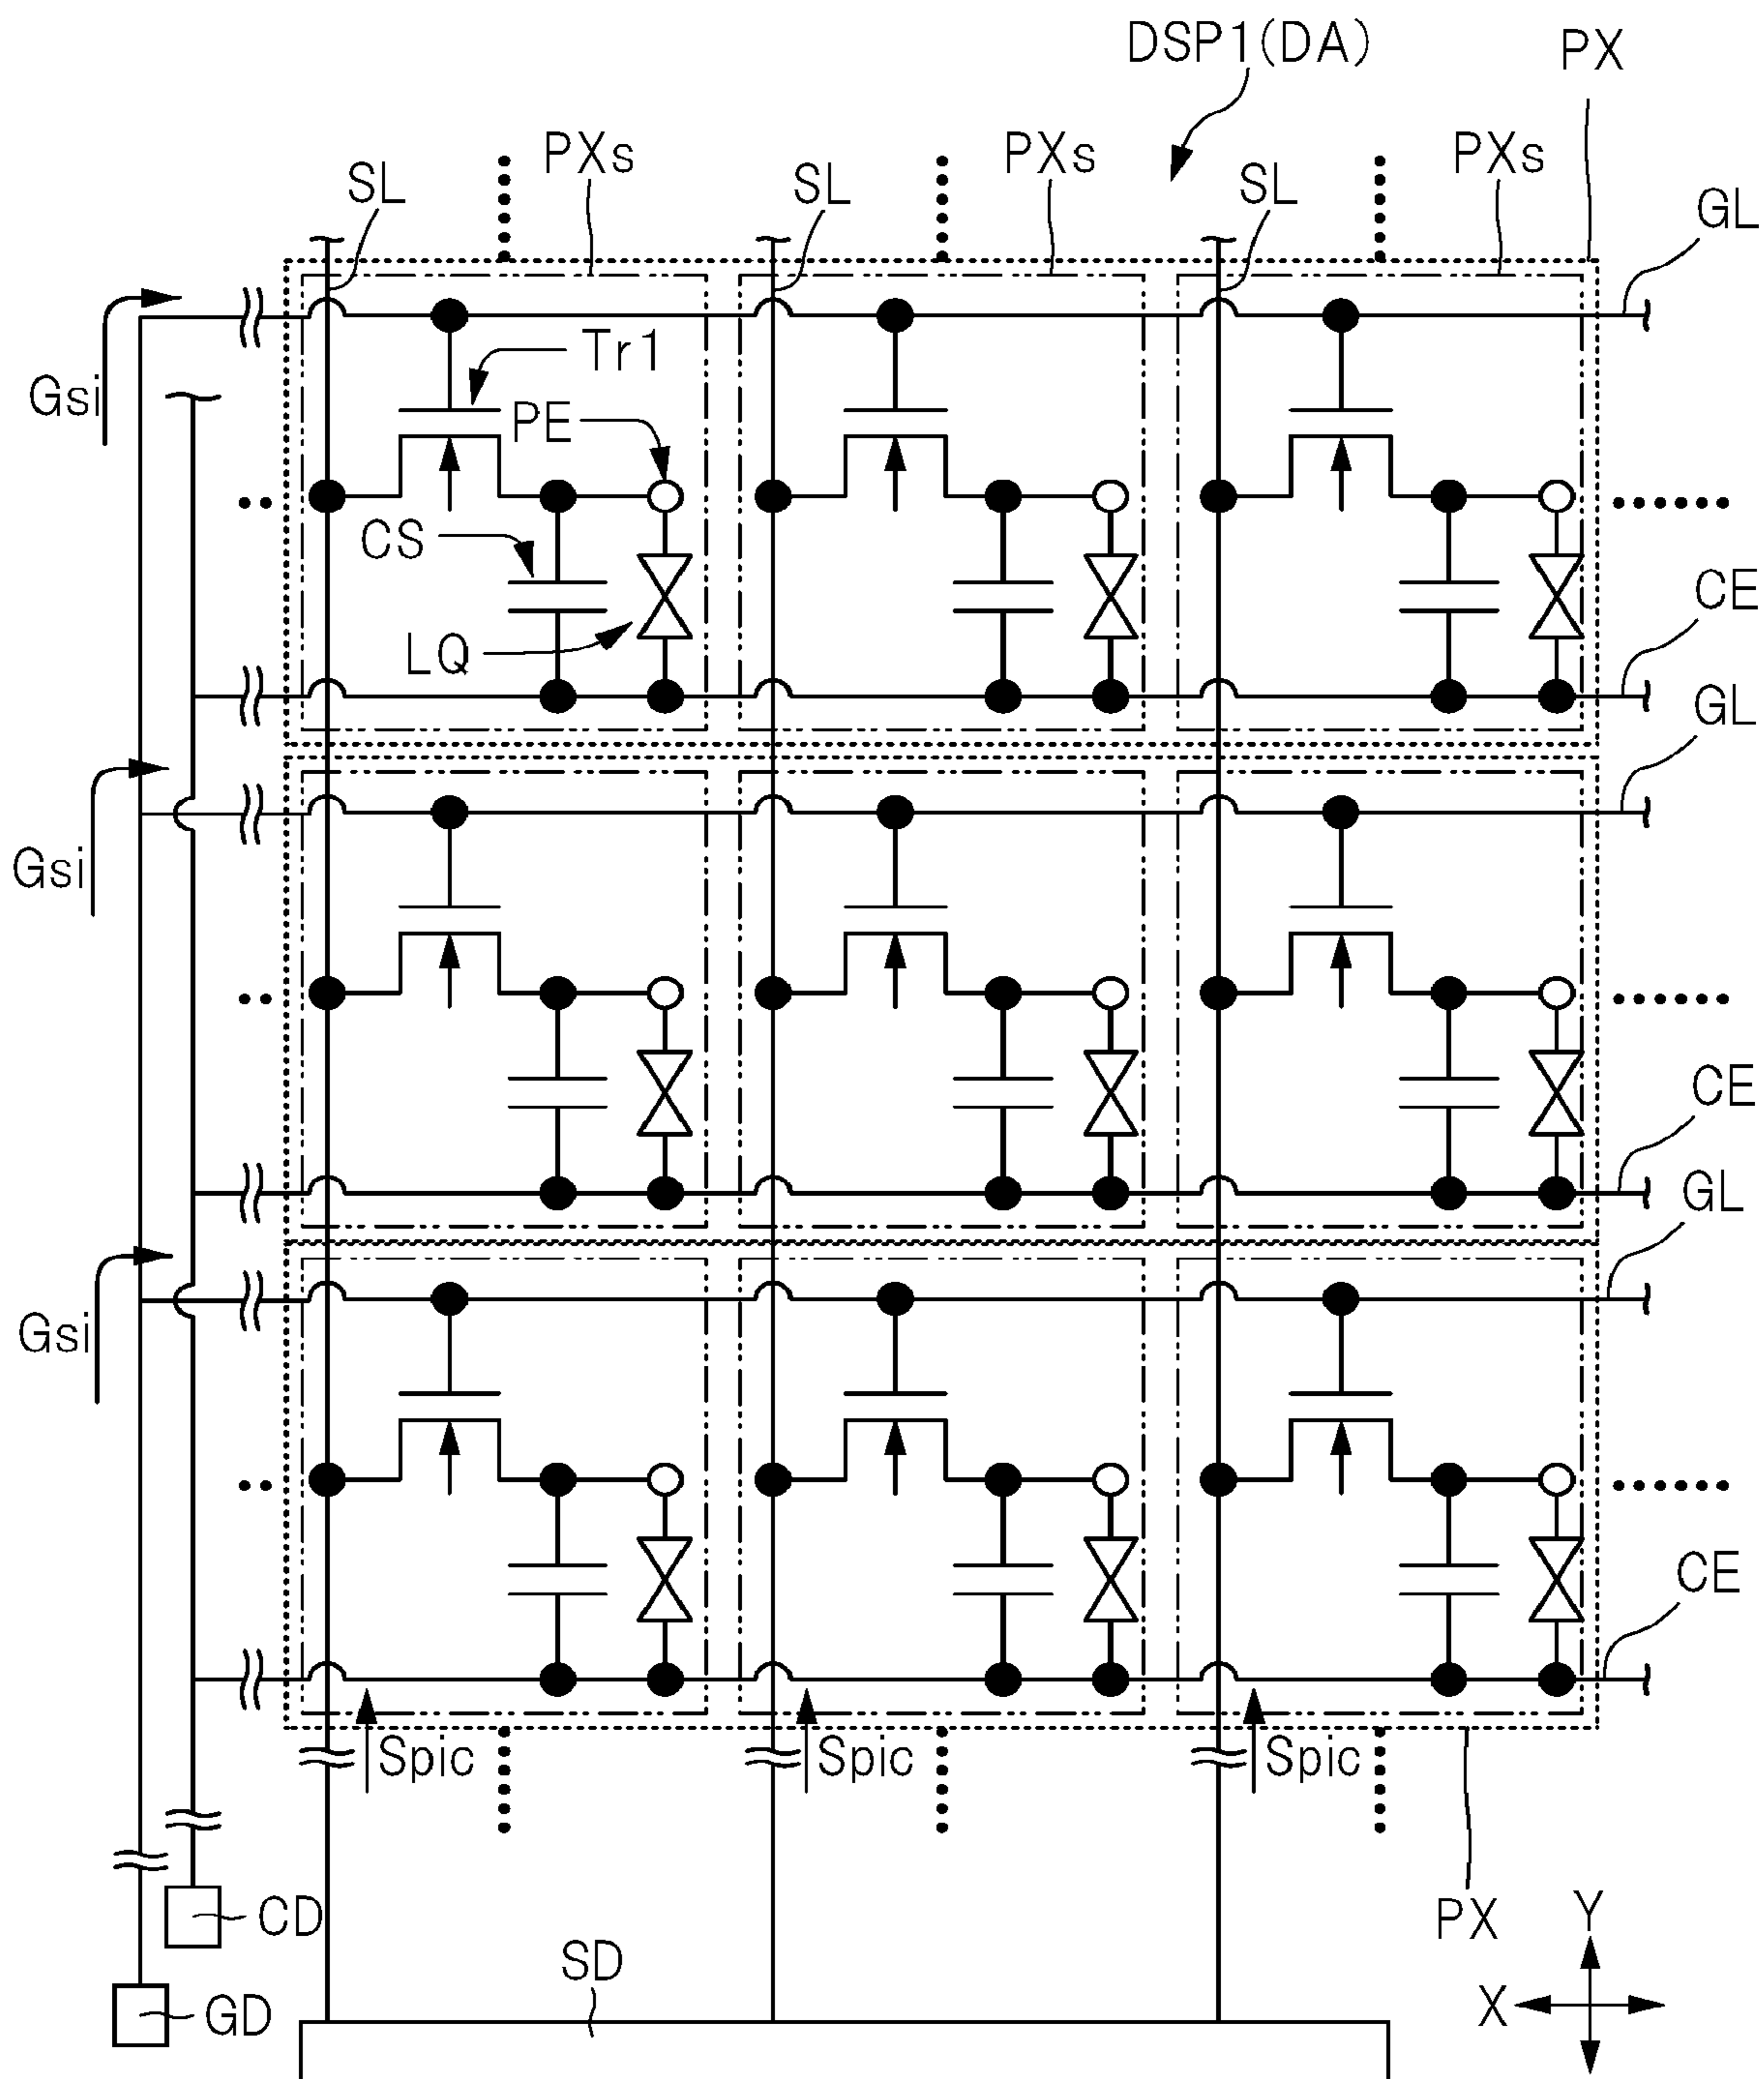 DSP1(DA)
PX
PXs
PXs
PXs
SL
SL
SL
GL
Gsi
Tr1
PE
CS
LQ
CE
GL
Gsi
CE
GL
Gsi
CE
Spic
Spic
Spic
CD
PX
Y
SD
X
GD